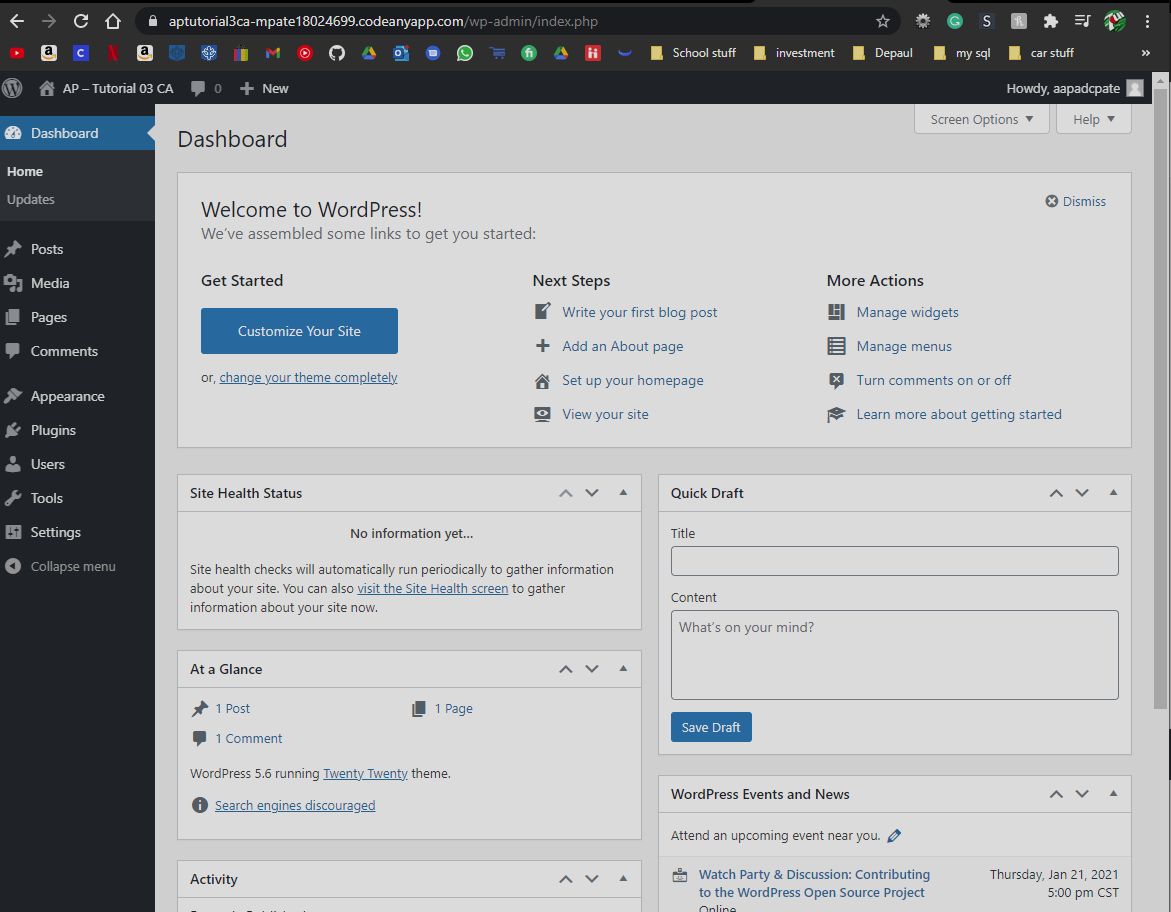 aptutorial3ca-mpate18024699.codeanyapp.com/wp-admin/index.php
School stuff
investment
Depaul
my sql
car stuff
»
AP – Tutorial 03 CA
0
New
Howdy, aapadcpate
Dashboard
Home
Updates
Posts
Media
Pages
Comments
Appearance
Plugins
Users
Tools
Settings
Collapse menu
Screen Options
Help
Dashboard
Welcome to WordPress!
We've assembled some links to get you started:
Dismiss
Get Started
Customize Your Site
or, change your theme completely
Next Steps
Write your first blog post
Add an About page
Set up your homepage
View your site
More Actions
Manage widgets
Manage menus
Turn comments on or off
Learn more about getting started
Site Health Status
No information yet...
Site health checks will automatically run periodically to gather information
about your site. You can also visit the Site Health screen to gather
information about your site now.
At a Glance
1 Post
1 Page
1 Comment
WordPress 5.6 running Twenty Twenty theme.
Search engines discouraged
Activity
Quick Draft
Title
Content
What's on your mind?
Save Draft
WordPress Events and News
Attend an upcoming event near you.
Watch Party & Discussion: Contributing
to the WordPress Open Source Project
Online
Thursday, Jan 21, 2021
5:00 pm CST